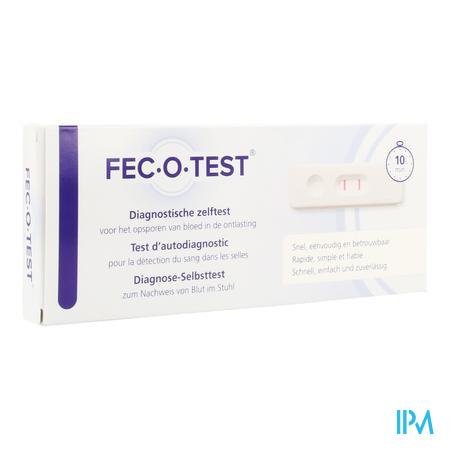 FEC·O·TEST
FEC·O·TEST®
Diagnostische zelftest
voor het opsporen van bloed in de ontlasting
Test d'autodiagnostic
pour la détection du sang dans les selles
Diagnose-Selbsttest
zum Nachweis von Blut im Stuhl
10
min
Snel, eenvoudig en betrouwbaar
Rapide, simple et fiable
Schnell, einfach und zuverlässig
IPM